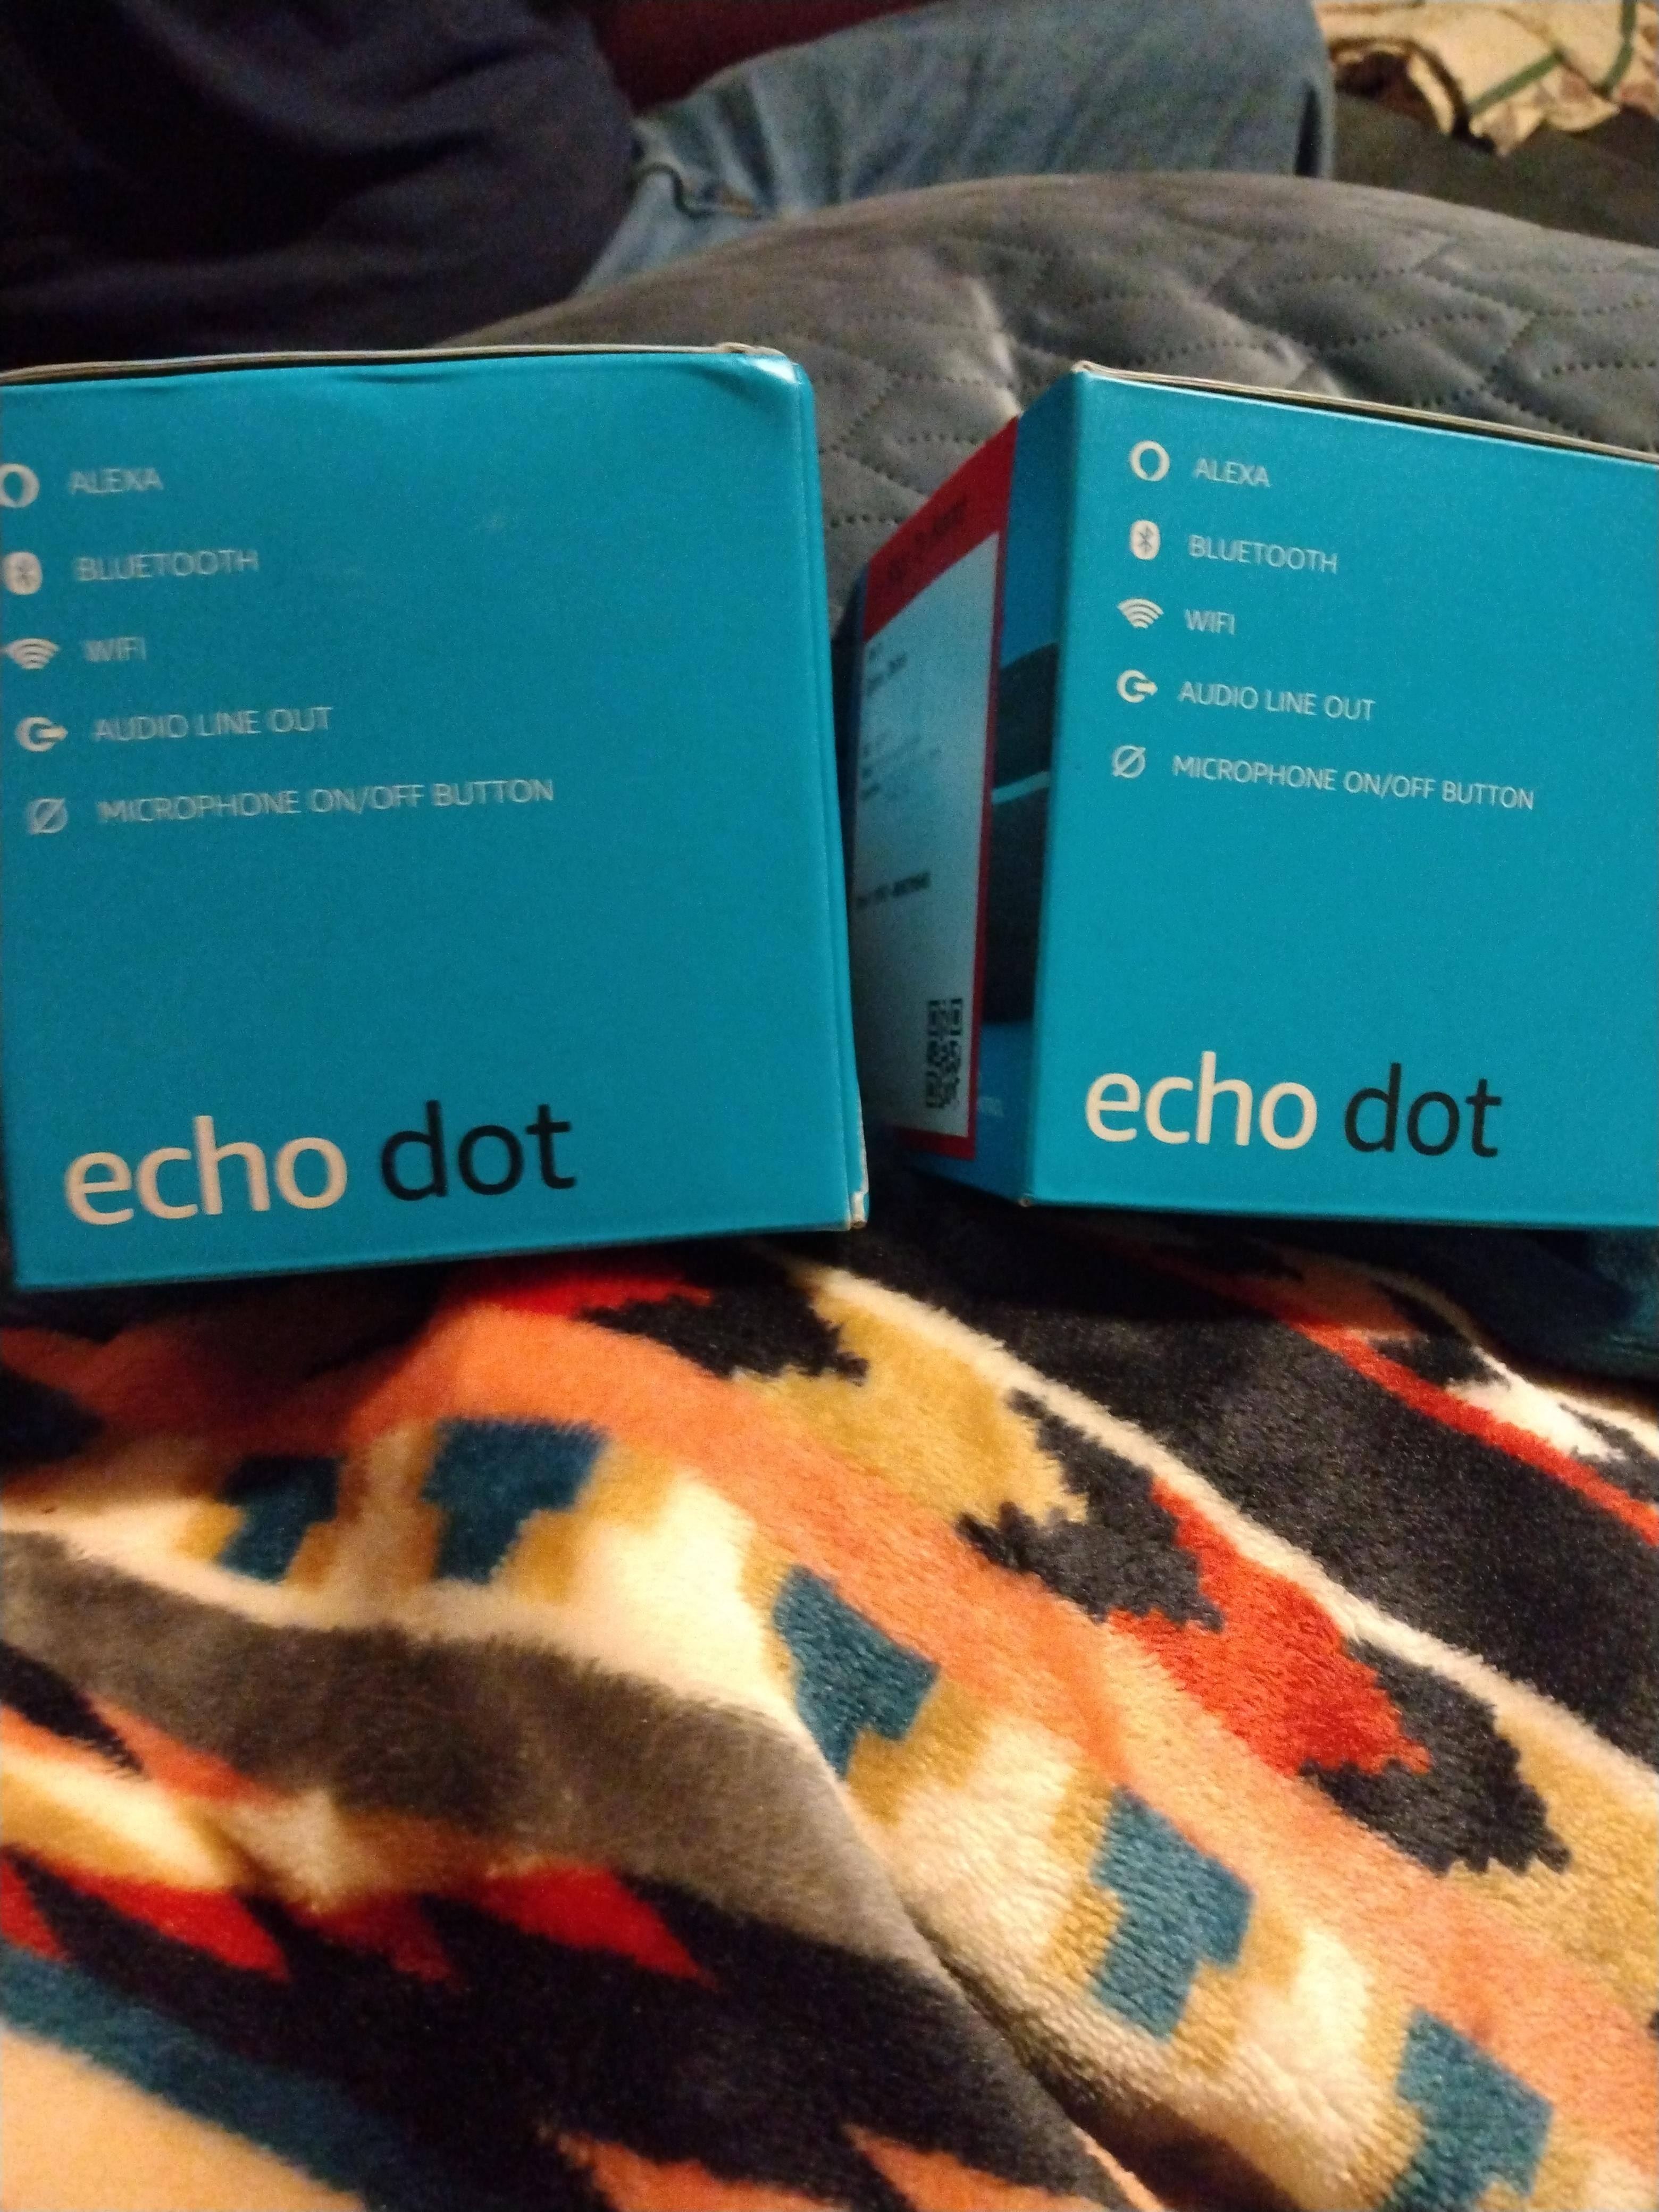 ALEXA
BLUETOOTH
WIFI
AUDIO LINE OUT
MICROPHONE ON/OFF BUTTON
echo dot
ALEXA
BLUETOOTH
WIFI
AUDIO LINE OUT
MICROPHONE ON/OFF BUTTON
echo dot